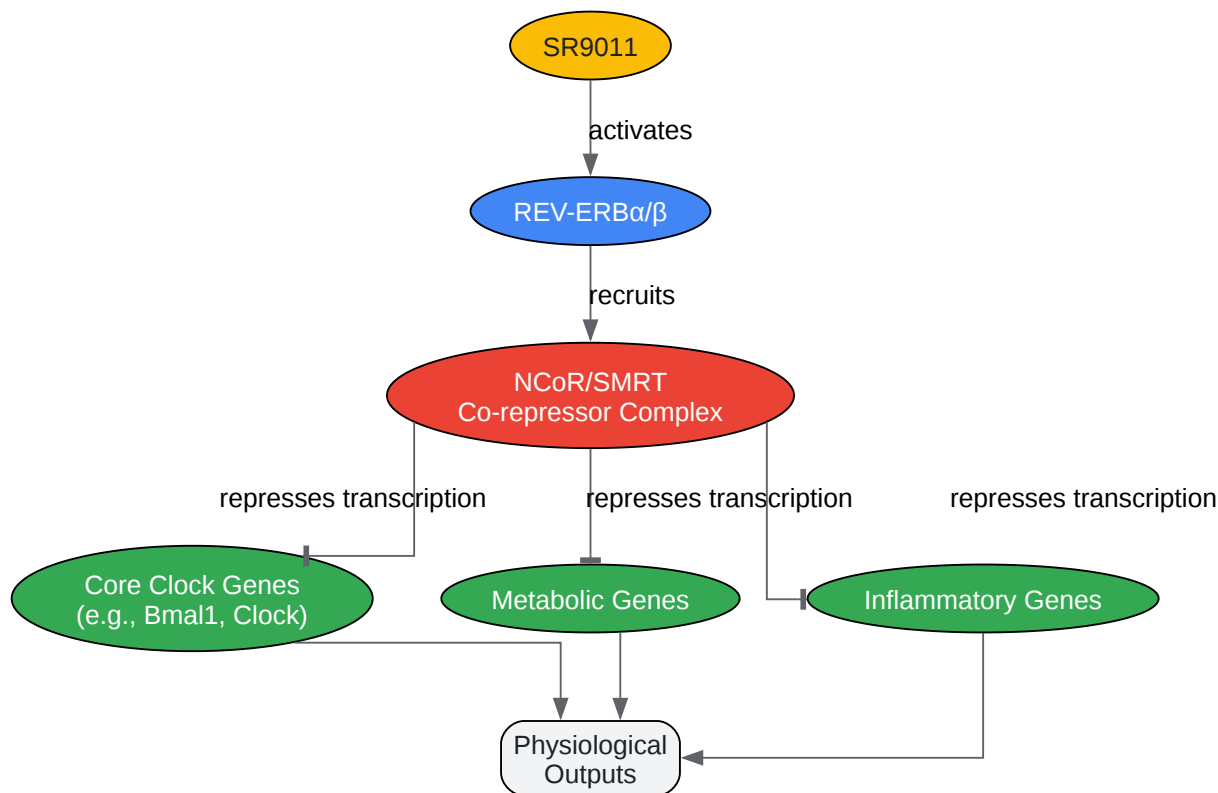 SR9011
activates
REV-ERBα/β
recruits
NCoR/SMRT
Co-repressor Complex
represses transcription
represses transcription
represses transcription
Core Clock Genes
(e.g., Bmal1, Clock)
Metabolic Genes
Inflammatory Genes
Physiological
Outputs